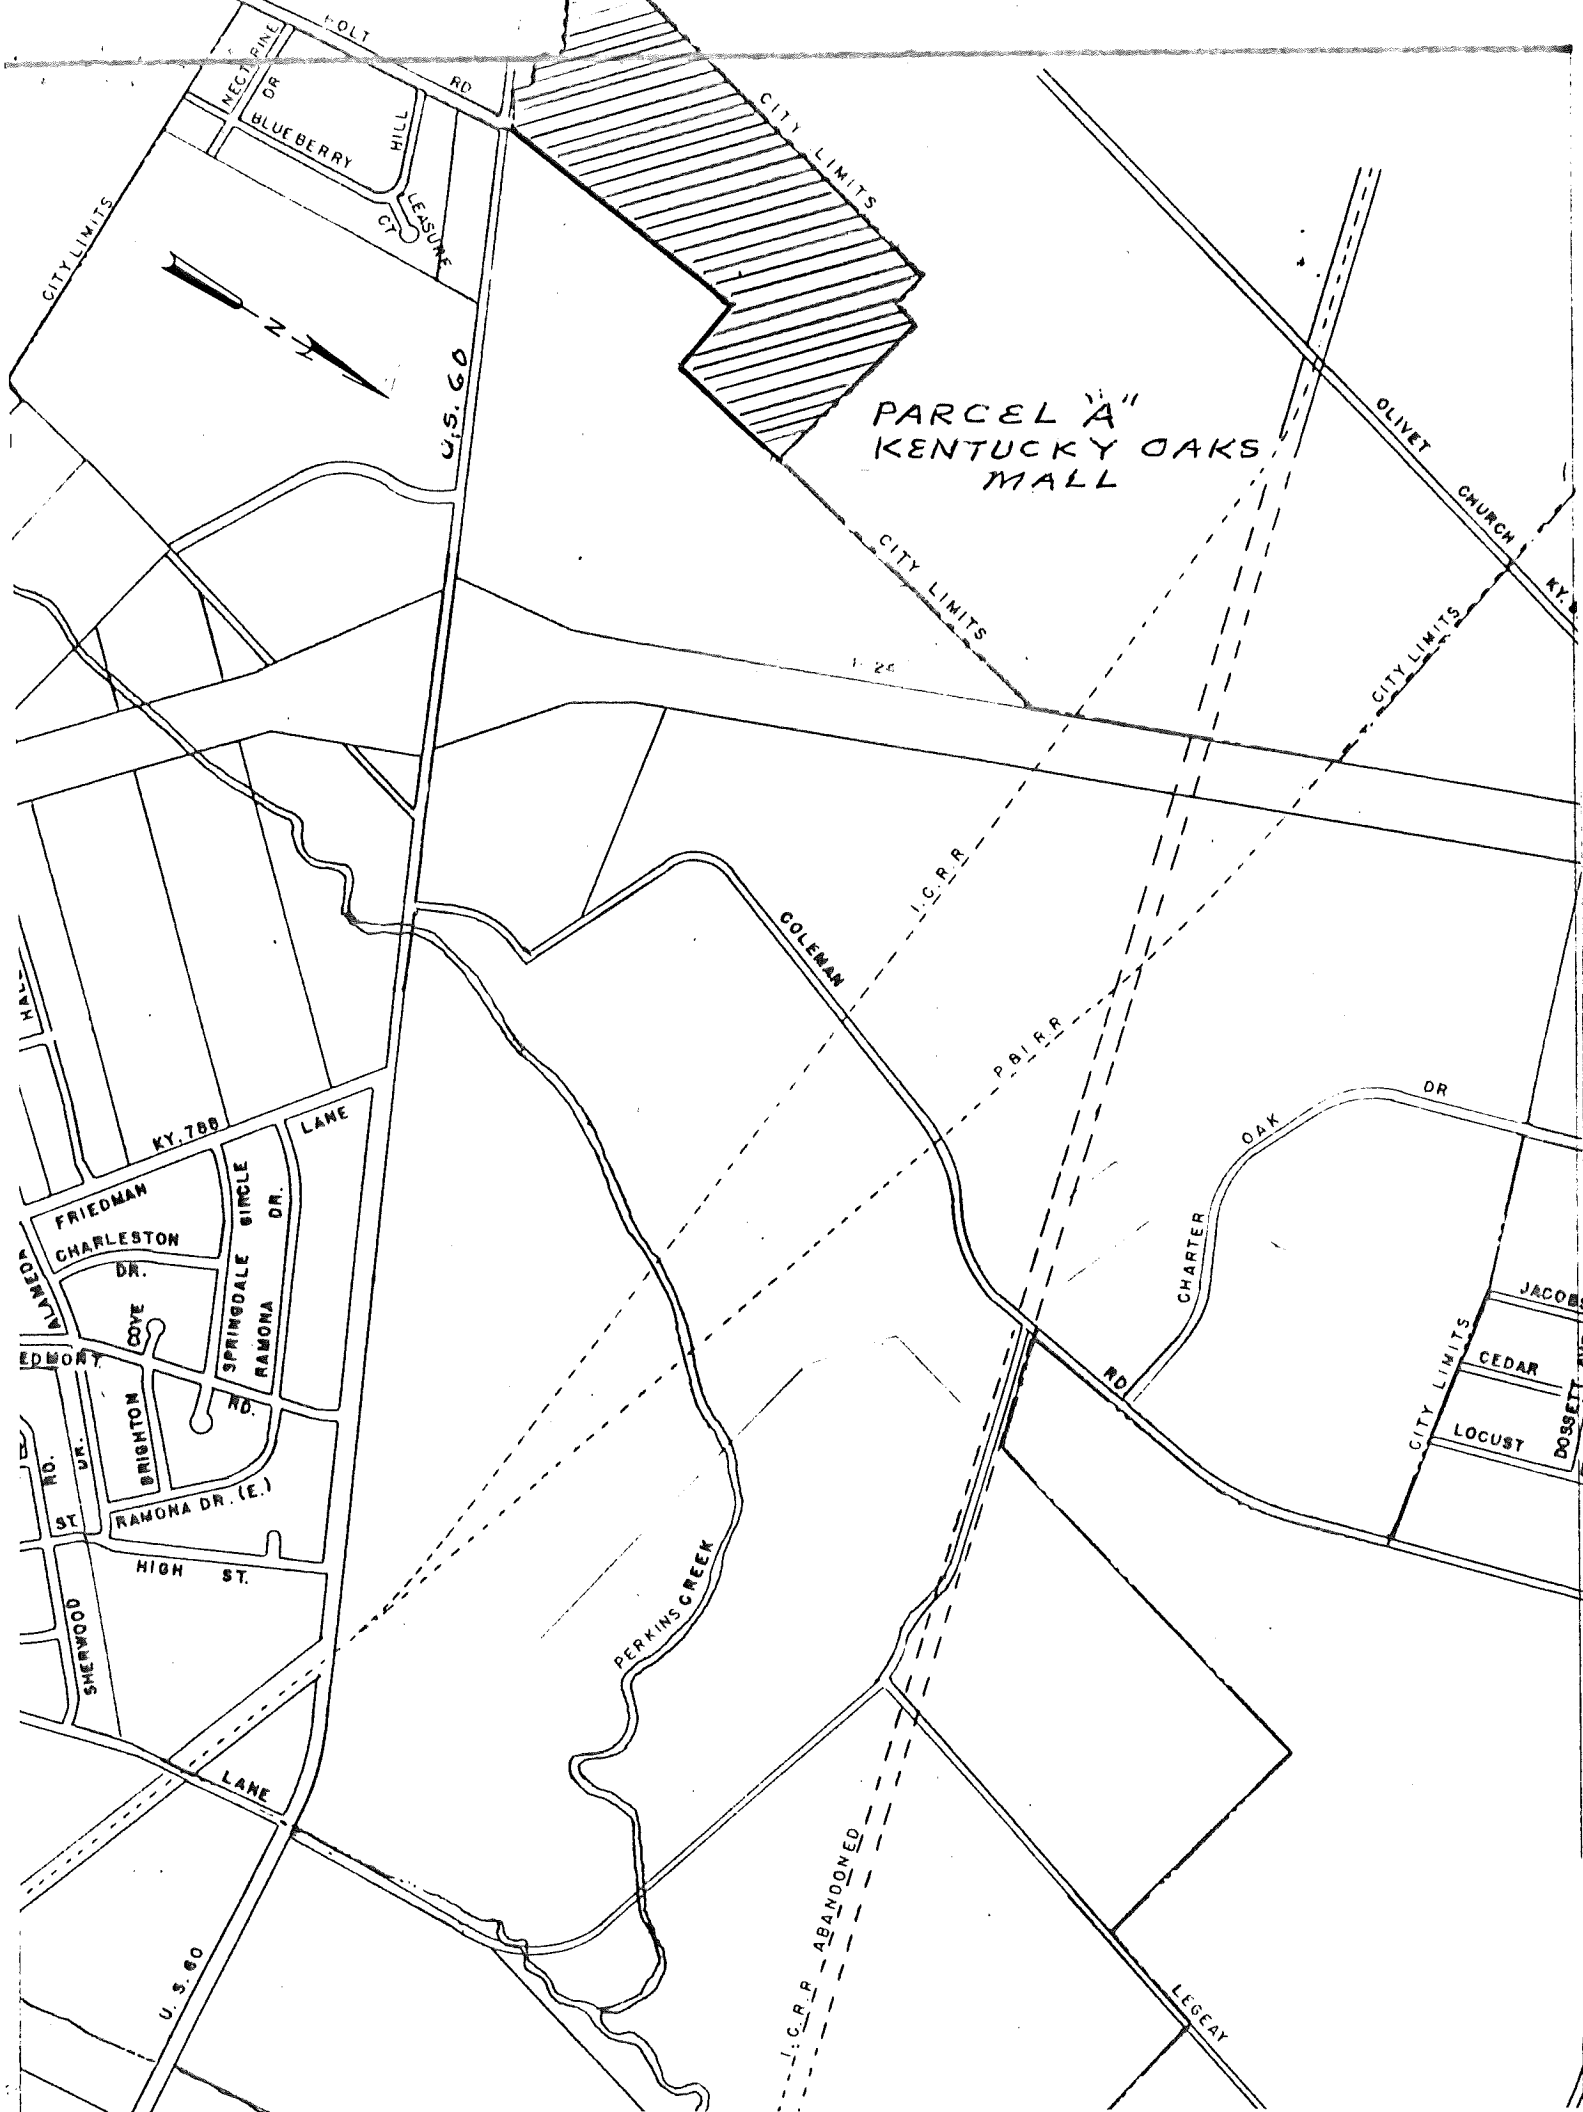 HOLT
RD
NECTARINE
DR
BLUEBERRY
HILL
LEASURE
CT
CITY LIMITS
CITY LIMITS
N
U.S. 60
PARCEL "A"
KENTUCKY OAKS
MALL
OLIVET
CHURCH
CITY LIMITS
CITY LIMITS
I-24
I.C.R.R
COLEMAN
RD
P.&I.R.R
OAK
DR
CHARTER
JACOBS
CEDAR
LOCUST
CITY LIMITS
KY. 788
FRIEDMAN
LANE
CHARLESTON
DR.
SPRINGDALE CIRCLE
RAMONA
DR.
ALAMEDA
COVE
BRIGHTON
EDMONT
RD.
RD.
DR.
ST.
RAMONA DR. (E.)
HIGH ST.
SHERWOOD
LANE
PERKINS CREEK
U.S. 60
I.C.R.R - ABANDONED
LEGEAY